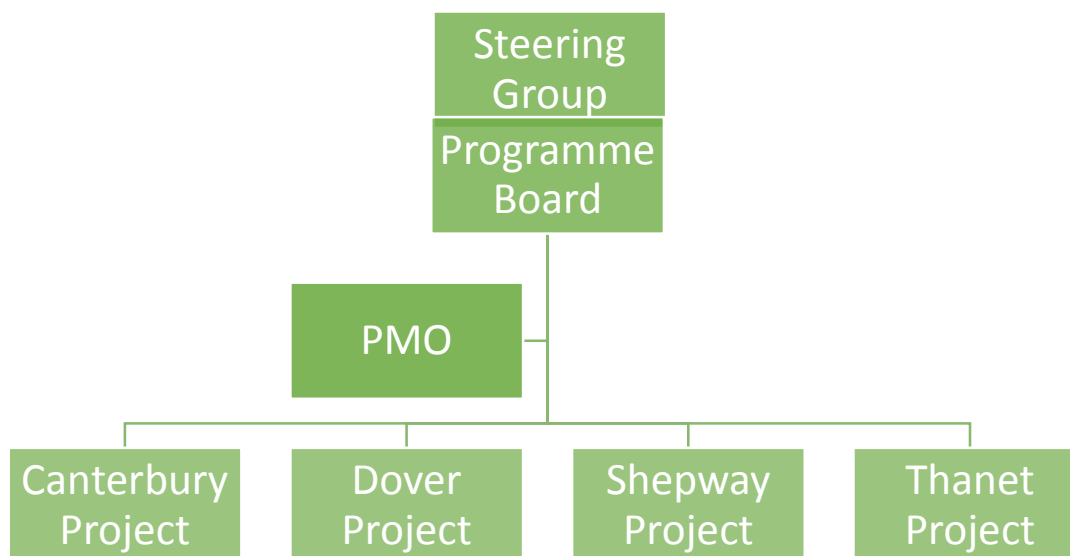 Steering
Group
Programme
Board
PMO
Canterbury
Project
Dover
Project
Shepway
Project
Thanet
Project